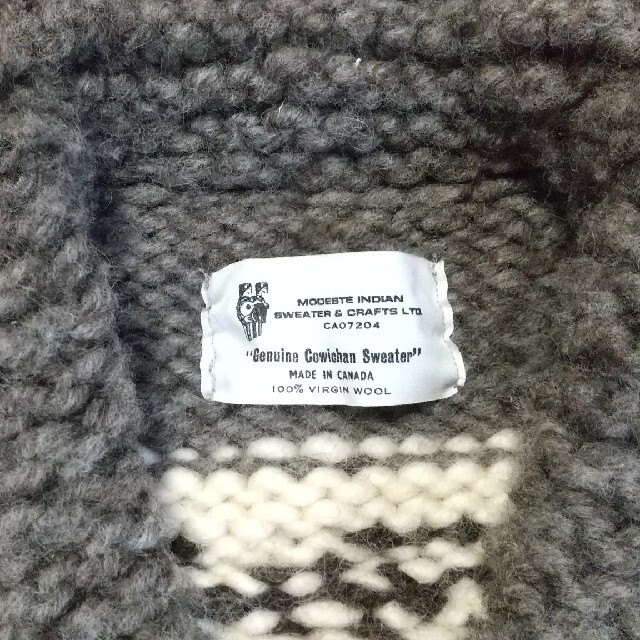 MODESTE INDIAN
SWEATER & CRAFTS LTD.
CA07204
"Genuine Cowichan Sweater"
MADE IN CANADA
100% VIRGIN WOOL